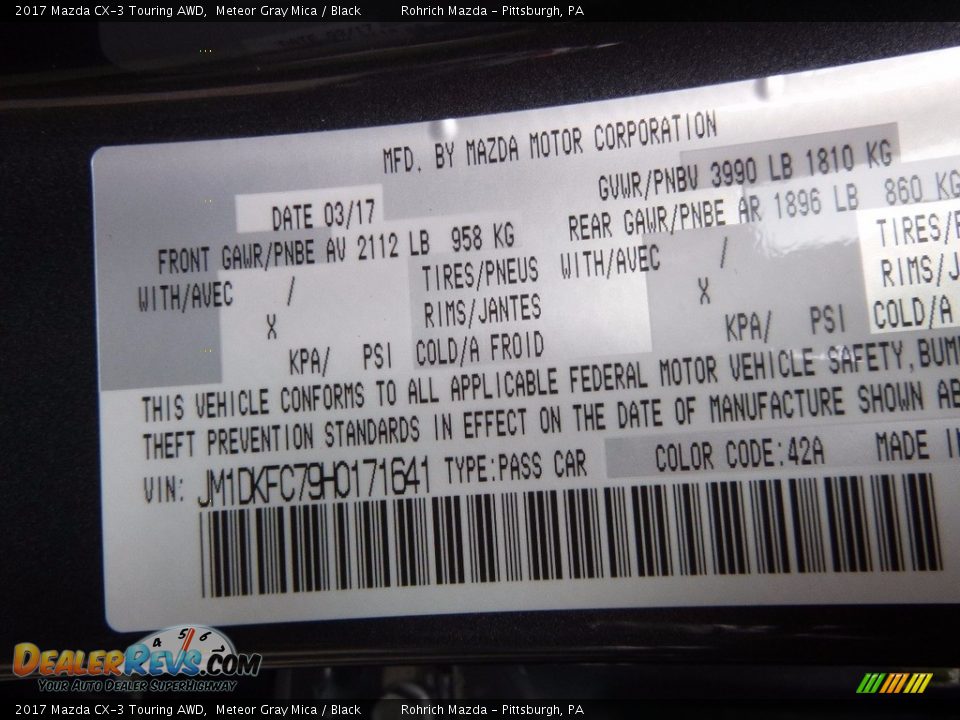 2017 Mazda CX-3 Touring AWD, Meteor Gray Mica / Black Rohrich Mazda - Pittsburgh, PA
MFD. BY MAZDA MOTOR CORPORATION
DATE 03/17 GVWR/PNBV 3990 LB 1810 KG
FRONT GAWR/PNBE AV 2112 LB 958 KG REAR GAWR/PNBE AR 1896 LB 860 KG
WITH/AVEC / TIRES/PNEUS WITH/AVEC / TIRES/
X RIMS/JANTES X RIMS/J
KPA/ PSI COLD/A FROID KPA/ PSI COLD/A
THIS VEHICLE CONFORMS TO ALL APPLICABLE FEDERAL MOTOR VEHICLE SAFETY, BUM
THEFT PREVENTION STANDARDS IN EFFECT ON THE DATE OF MANUFACTURE SHOWN AB
VIN: JM1DKFC79H0171641 TYPE:PASS CAR COLOR CODE:42A MADE IN
4 5 6
DEALERREVS.COM
YOUR AUTO DEALER SUPERHIGHWAY
2017 Mazda CX-3 Touring AWD, Meteor Gray Mica / Black Rohrich Mazda - Pittsburgh, PA